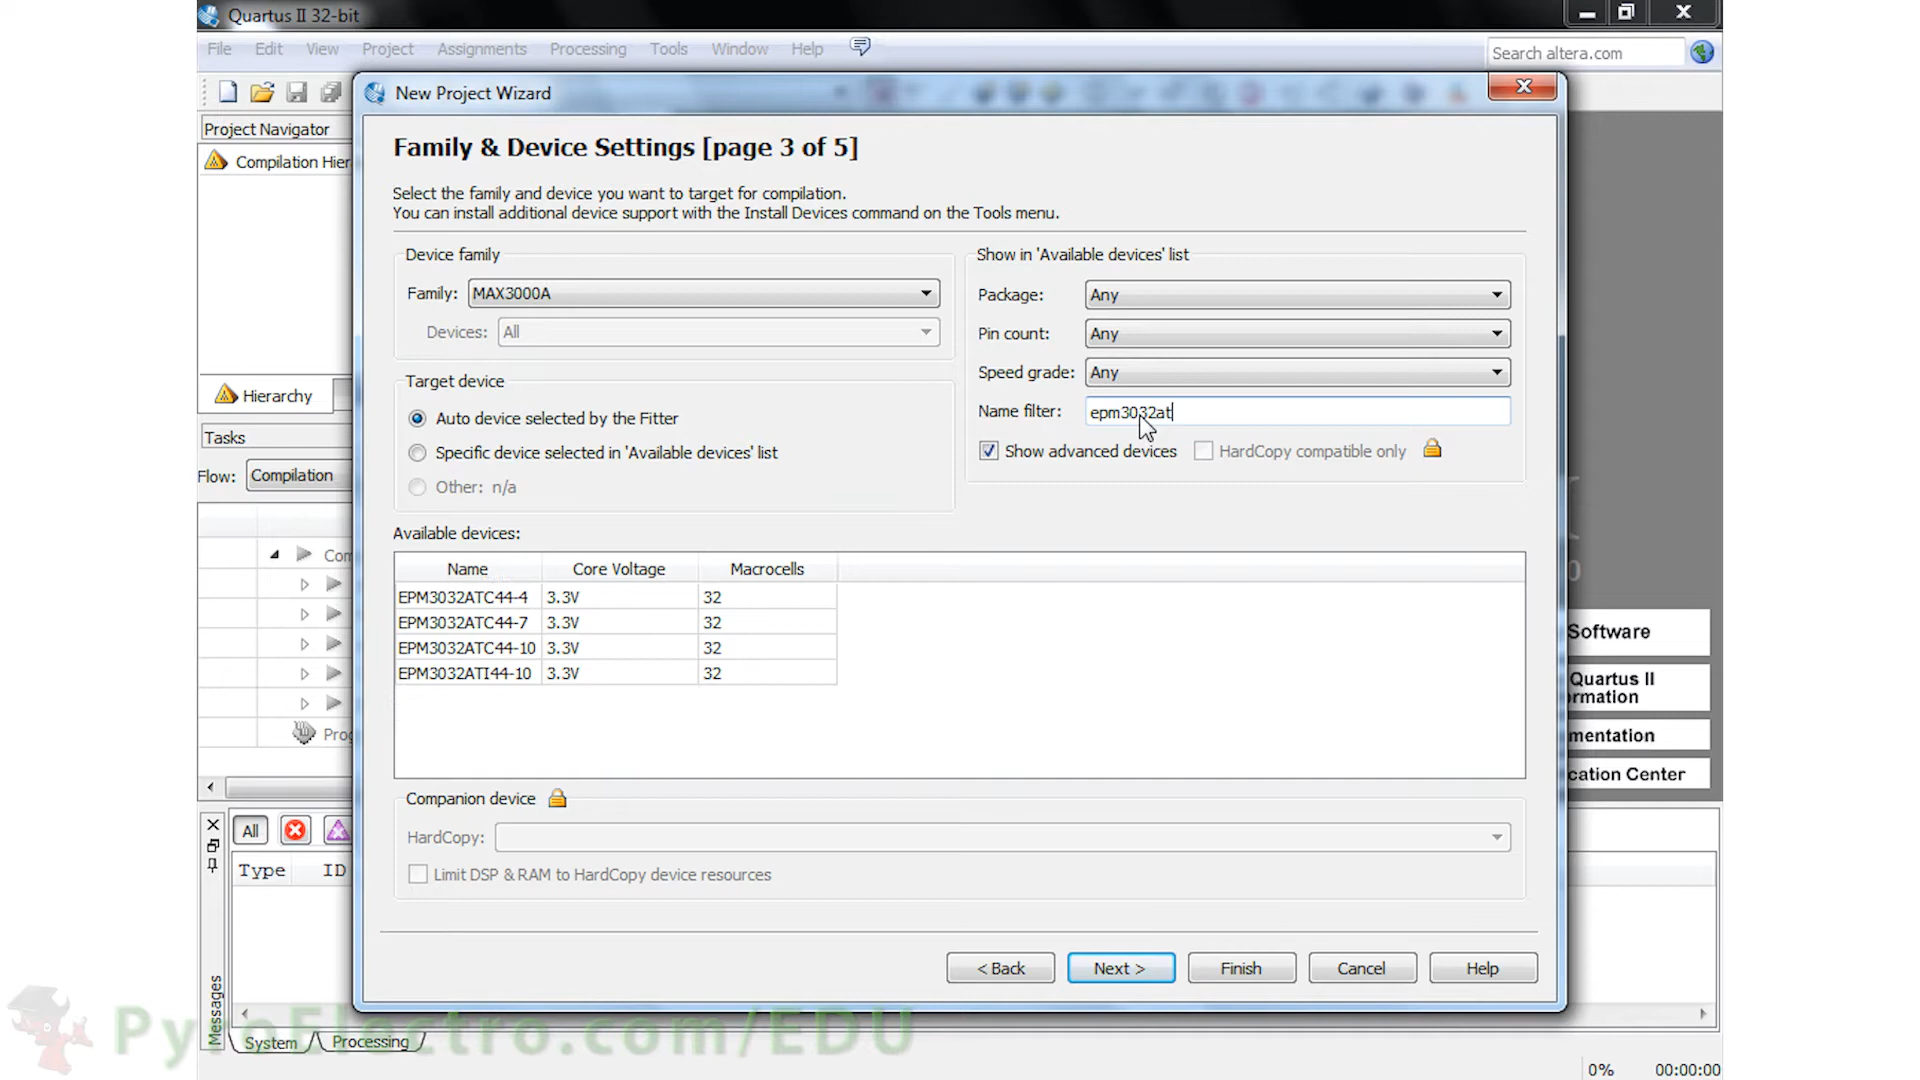 Quartus II 32-bit
File Edit View Project Assignments Processing Tools Window Help
Search altera.com
New Project Wizard
Project Navigator
Compilation Hier
Hierarchy
Tasks
Flow: Compilation
Com
Prog
Family & Device Settings [page 3 of 5]
Select the family and device you want to target for compilation.
You can install additional device support with the Install Devices command on the Tools menu.
Device family
Family: MAX3000A
Devices: All
Target device
Auto device selected by the Fitter
Specific device selected in 'Available devices' list
Other: n/a
Show in 'Available devices' list
Package: Any
Pin count: Any
Speed grade: Any
Name filter: epm3032at
Show advanced devices HardCopy compatible only
Available devices:
Name Core Voltage Macrocells
EPM3032ATC44-4 3.3V 32
EPM3032ATC44-7 3.3V 32
EPM3032ATC44-10 3.3V 32
EPM3032ATI44-10 3.3V 32
Companion device
HardCopy:
Limit DSP & RAM to HardCopy device resources
< Back Next > Finish Cancel Help
Software
Quartus II
rmation
mentation
cation Center
All
Type ID
Messages
System Processing
PyroElectro.com/EDU
0% 00:00:00